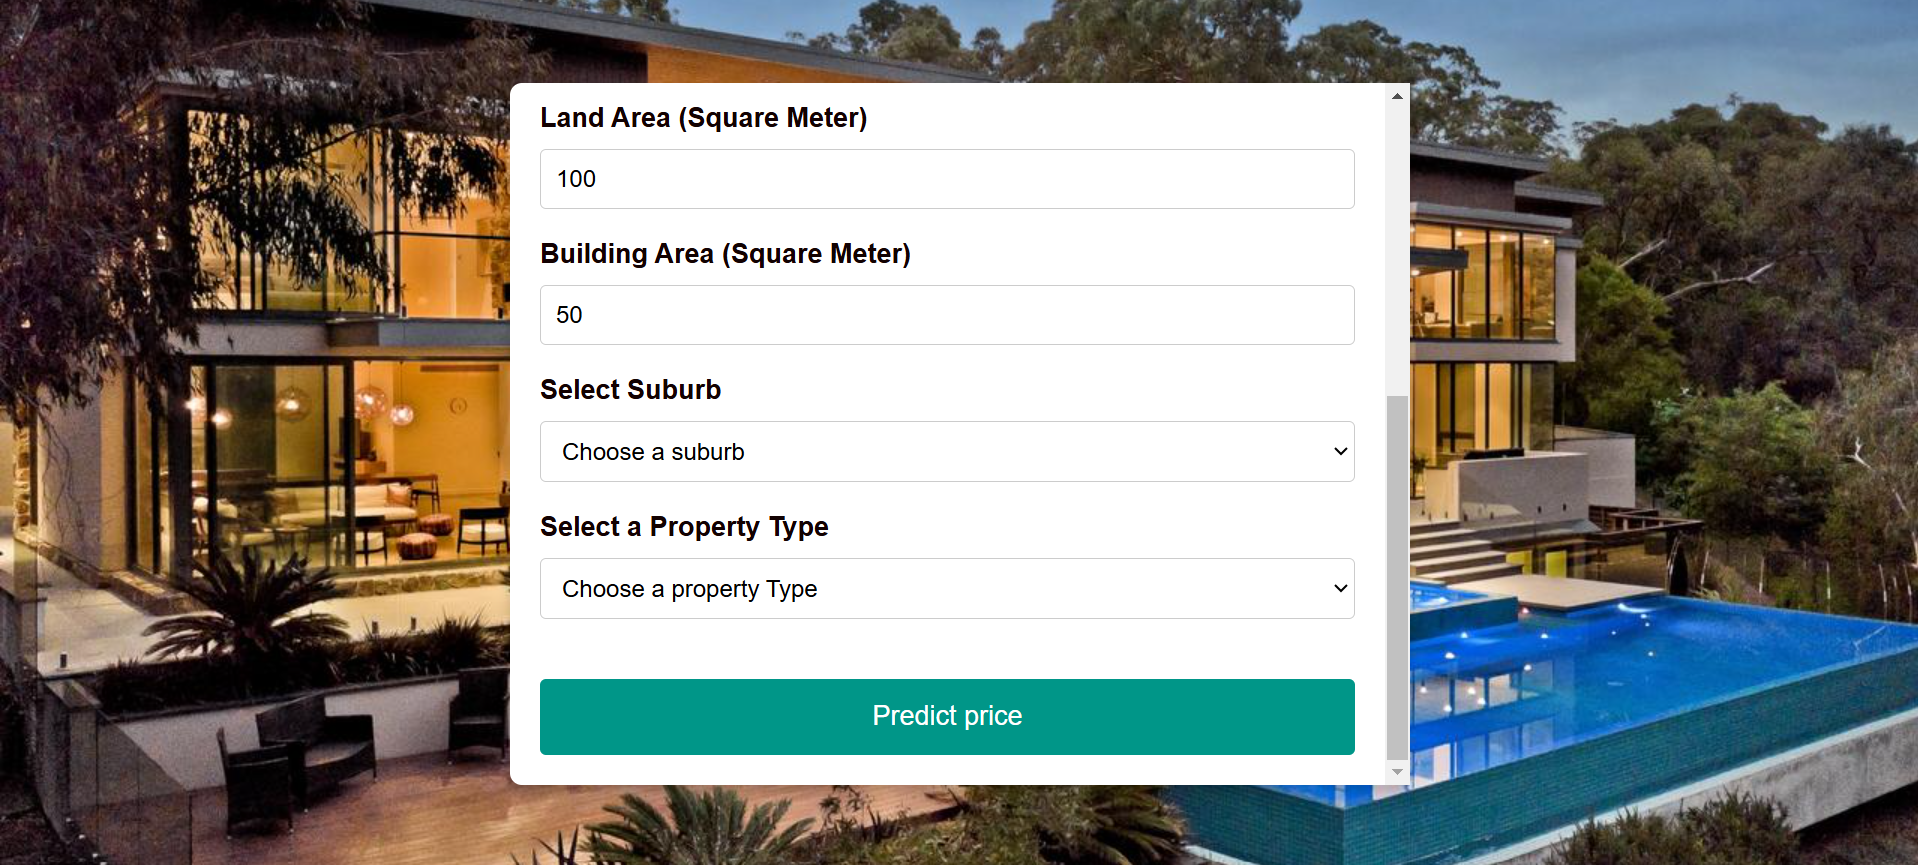 Land Area (Square Meter)
100
Building Area (Square Meter)
50
Select Suburb
Choose a suburb
Select a Property Type
Choose a property Type
Predict price